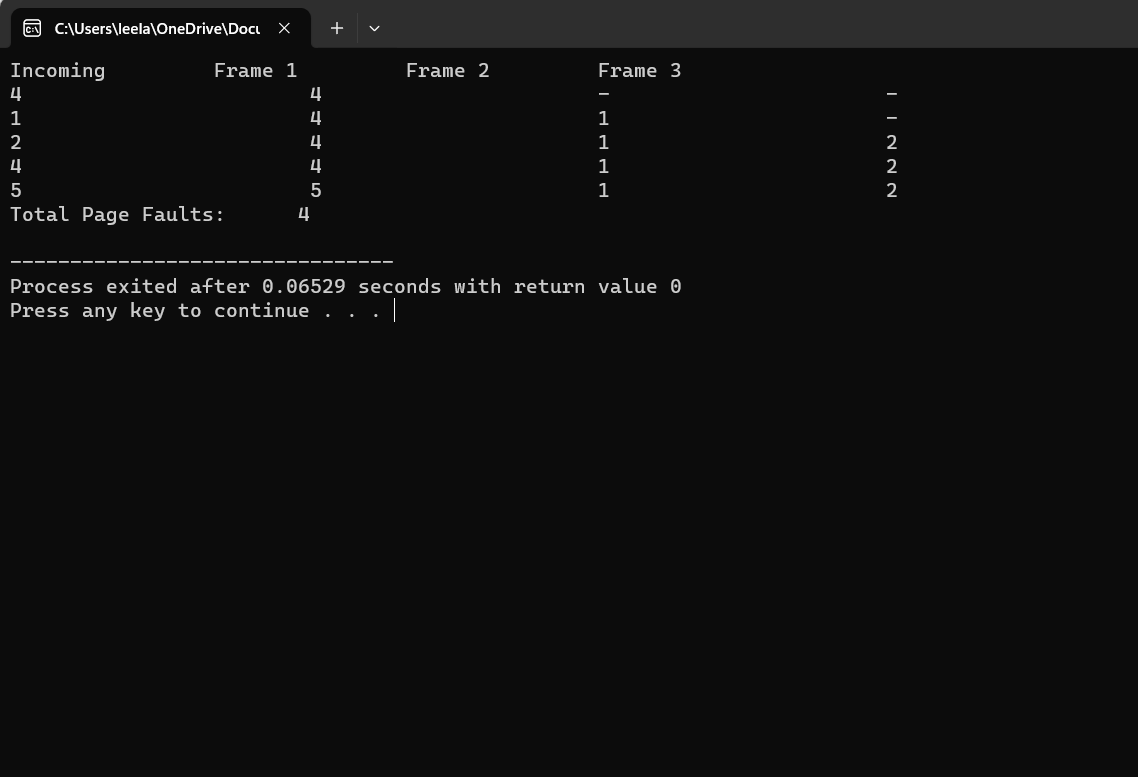 C:\Users\leela\OneDrive\Docu
Incoming Frame 1 Frame 2 Frame 3
4 4 - -
1 4 1 -
2 4 1 2
4 4 1 2
5 5 1 2
Total Page Faults: 4
--------------------------------
Process exited after 0.06529 seconds with return value 0
Press any key to continue . . .